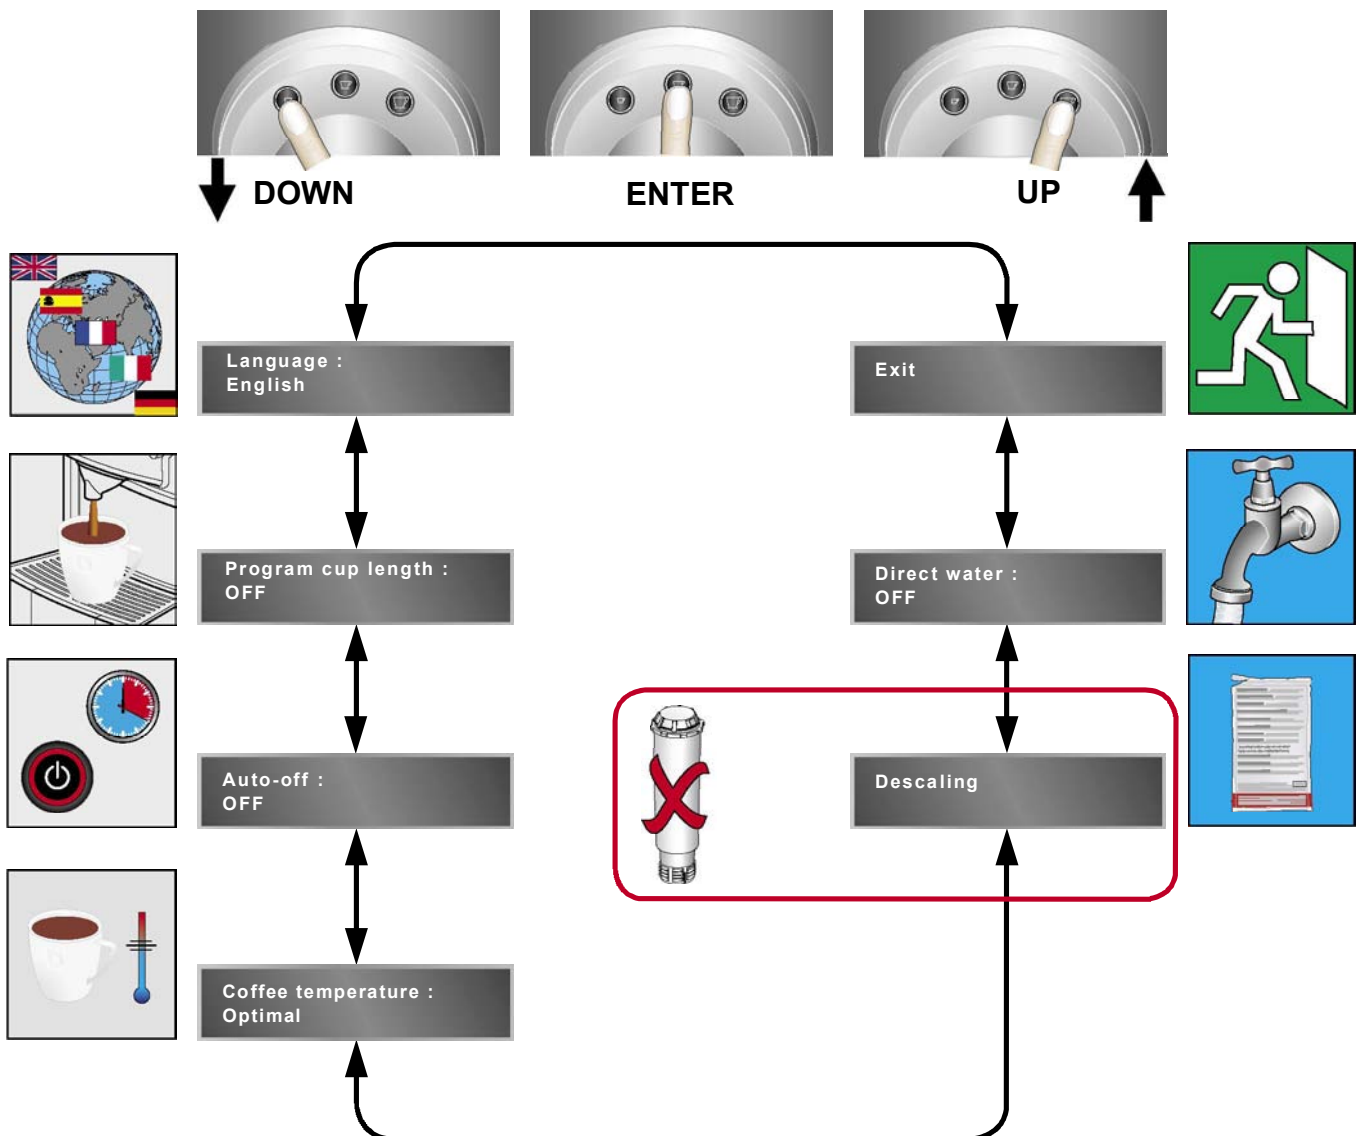 DOWN
ENTER
UP
Language :
English
Exit
Program cup length :
OFF
Direct water :
OFF
Auto-off :
OFF
Descaling
Coffee temperature :
Optimal